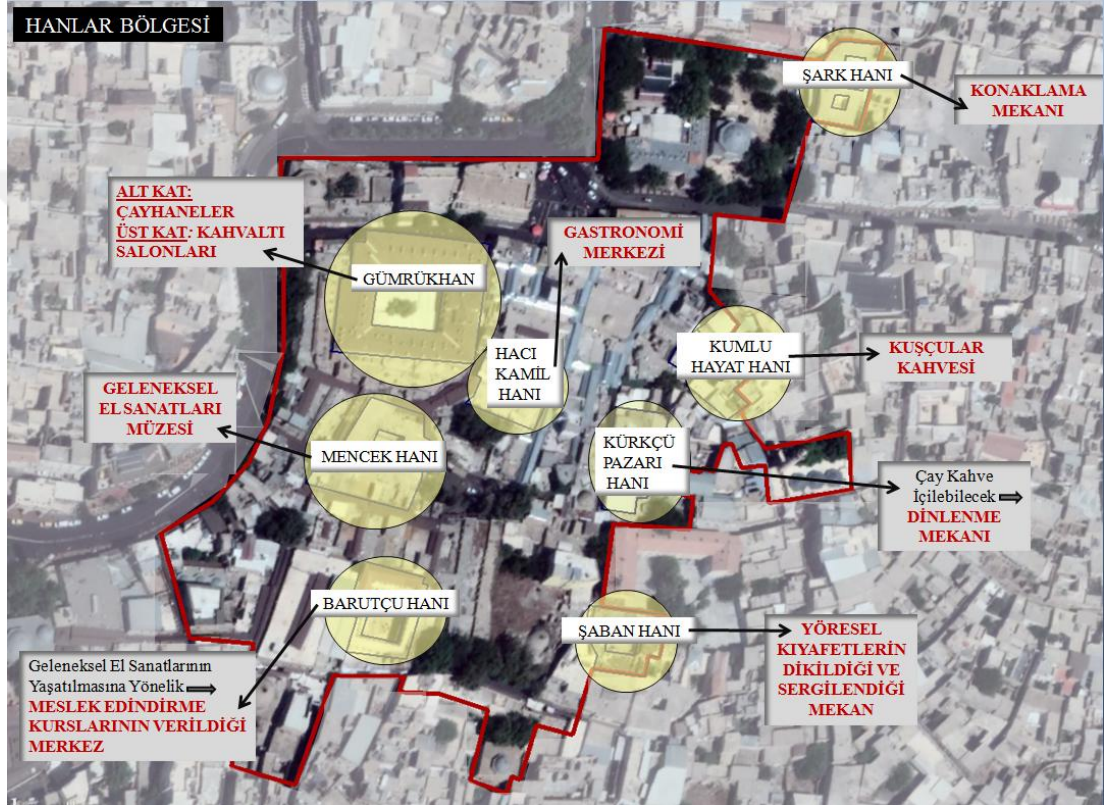 HANLAR BÖLGESİ
ŞARK HANI
KONAKLAMA
MEKANI
ALT KAT:
ÇAYHANELER
ÜST KAT: KAHVALTI
SALONLARI
GASTRONOMİ
MERKEZİ
GÜMRÜKHAN
HACI
KAMİL
HANI
KUMLU
HAYAT HANI
KUŞÇULAR
KAHVESİ
GELENEKSEL
EL SANATLARI
MÜZESİ
MENCEK HANI
KÜRKÇÜ
PAZARI
HANI
Çay Kahve
İçilebilecek
DİNLENME
MEKANI
BARUTÇU HANI
ŞABAN HANI
YÖRESEL
KIYAFETLERİN
DİKİLDİĞİ VE
SERGİLENDİĞİ
MEKAN
Geleneksel El Sanatlarının
Yaşatılmasına Yönelik
MESLEK EDİNDİRME
KURSLARININ VERİLDİĞİ
MERKEZ